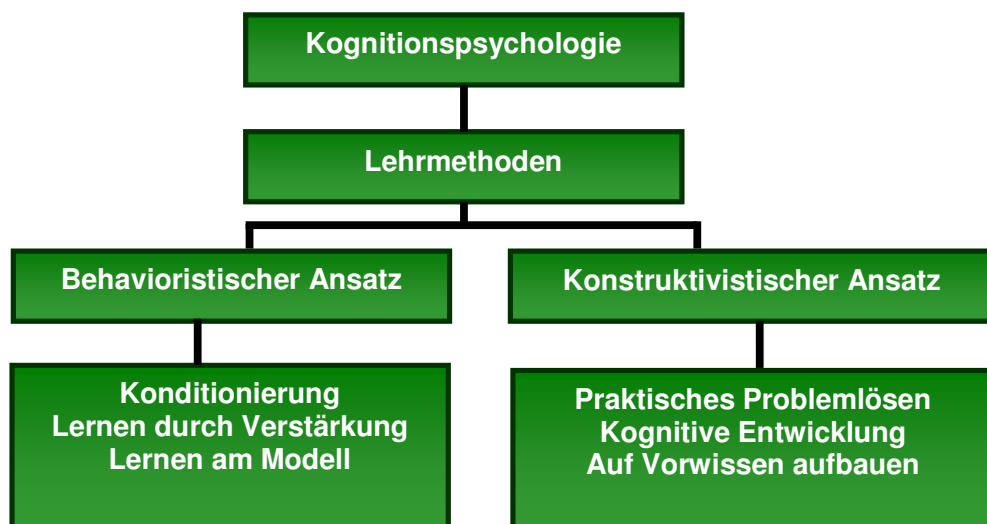 Kognitionspsychologie
Lehrmethoden
Behavioristischer Ansatz
Konstruktivistischer Ansatz
Konditionierung
Lernen durch Verstärkung
Lernen am Modell
Praktisches Problemlösen
Kognitive Entwicklung
Auf Vorwissen aufbauen